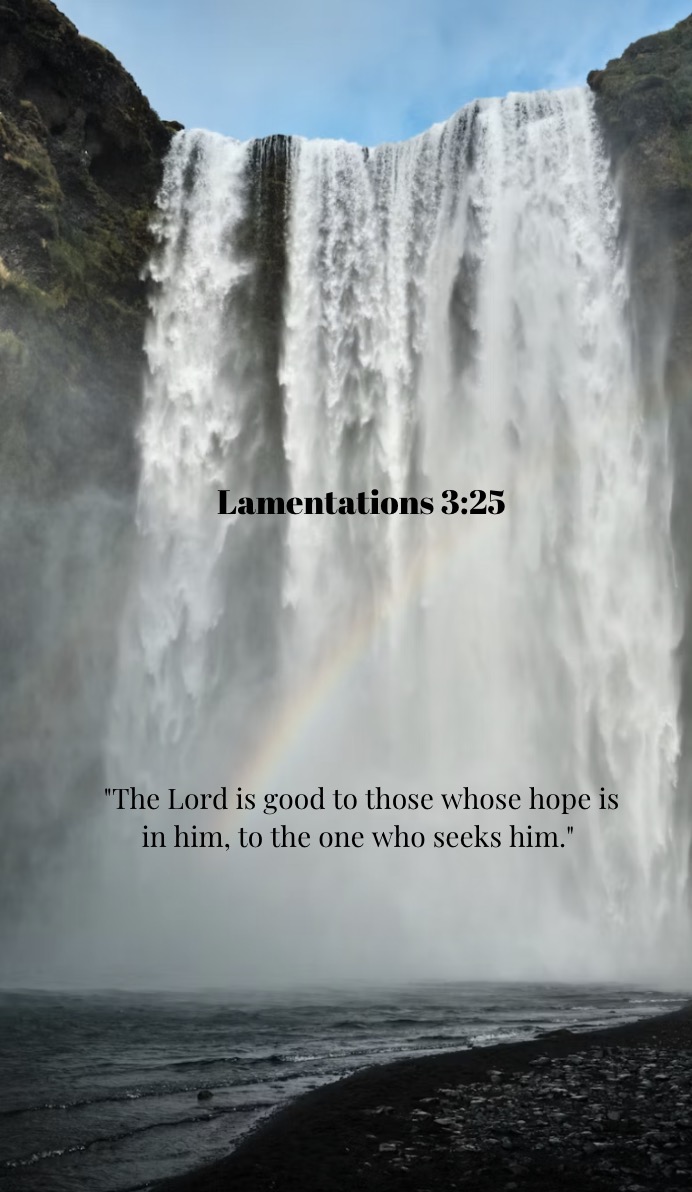 Lamentations 3:25
"The Lord is good to those whose hope is
in him, to the one who seeks him."